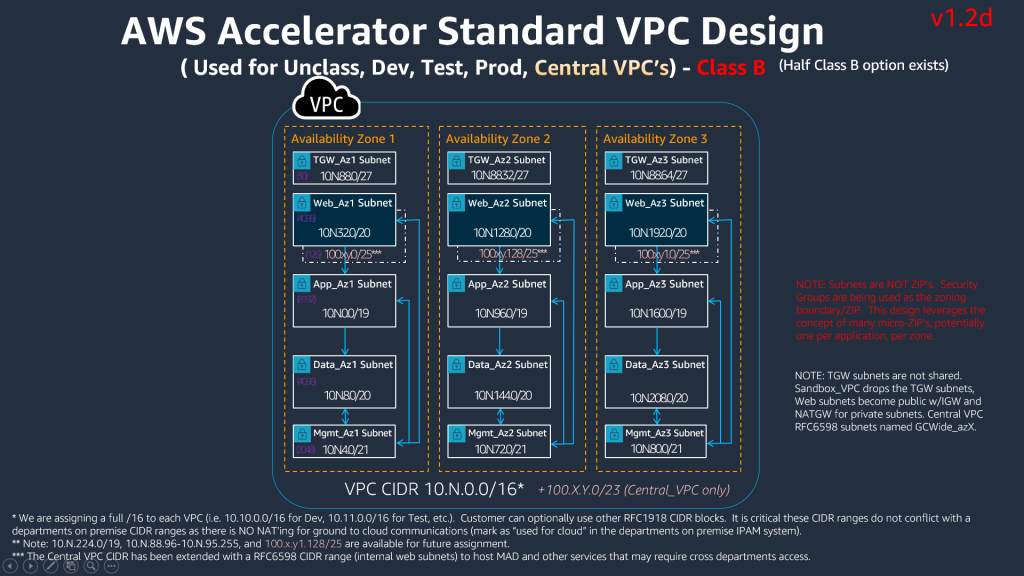 AWS Accelerator Standard VPC Design
v1.2d
( Used for Unclass, Dev, Test, Prod, Central VPC's) - Class B (Half Class B option exists)
VPC
Availability Zone 1
TGW_Az1 Subnet
10.N.88.0/27
Web_Az1 Subnet
(4096)
10.N.32.0/20
100.x.y.0/25***
App_Az1 Subnet
(8192)
10.N.0.0/19
Data_Az1 Subnet
(4096)
10.N.8.0/20
Mgmt_Az1 Subnet
(2048)
10.N.4.0/21
Availability Zone 2
TGW_Az2 Subnet
10.N.88.32/27
Web_Az2 Subnet
10.N.128.0/20
100.x.y.128/25***
App_Az2 Subnet
10.N.96.0/19
Data_Az2 Subnet
10.N.144.0/20
Mgmt_Az2 Subnet
10.N.72.0/21
Availability Zone 3
TGW_Az3 Subnet
10.N.88.64/27
Web_Az3 Subnet
10.N.192.0/20
100.x.y1.0/25***
App_Az3 Subnet
10.N.160.0/19
Data_Az3 Subnet
10.N.208.0/20
Mgmt_Az3 Subnet
10.N.80.0/21
VPC CIDR 10.N.0.0/16* +100.X.Y.0/23 (Central_VPC only)
NOTE: Subnets are NOT ZIP's. Security
Groups are being used as the zoning
boundary/ZIP. This design leverages the
concept of many micro-ZIP's, potentially
one per application, per zone.
NOTE: TGW subnets are not shared.
Sandbox_VPC drops the TGW subnets,
Web subnets become public w/IGW and
NATGW for private subnets. Central VPC
RFC6598 subnets named GCWide_azX.
* We are assigning a full /16 to each VPC (i.e. 10.10.0.0/16 for Dev, 10.11.0.0/16 for Test, etc.). Customer can optionally use other RFC1918 CIDR blocks. It is critical these CIDR ranges do not conflict with a
departments on premise CIDR ranges as there is NO NAT'ing for ground to cloud communications (mark as "used for cloud" in the departments on premise IPAM system).
** Note: 10.N.224.0/19, 10.N.88.96-10.N.95.255, and 100.x.y1.128/25 are available for future assignment.
*** The Central VPC CIDR has been extended with a RFC6598 CIDR range (internal web subnets) to host MAD and other services that may require cross departments access.